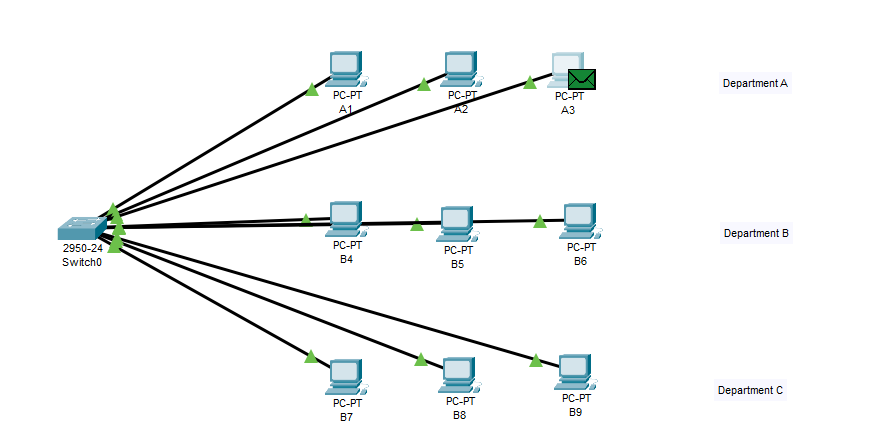 PC-PT
A1
PC-PT
A2
PC-PT
A3
Department A
2950-24
Switch0
PC-PT
B4
PC-PT
B5
PC-PT
B6
Department B
PC-PT
B7
PC-PT
B8
PC-PT
B9
Department C